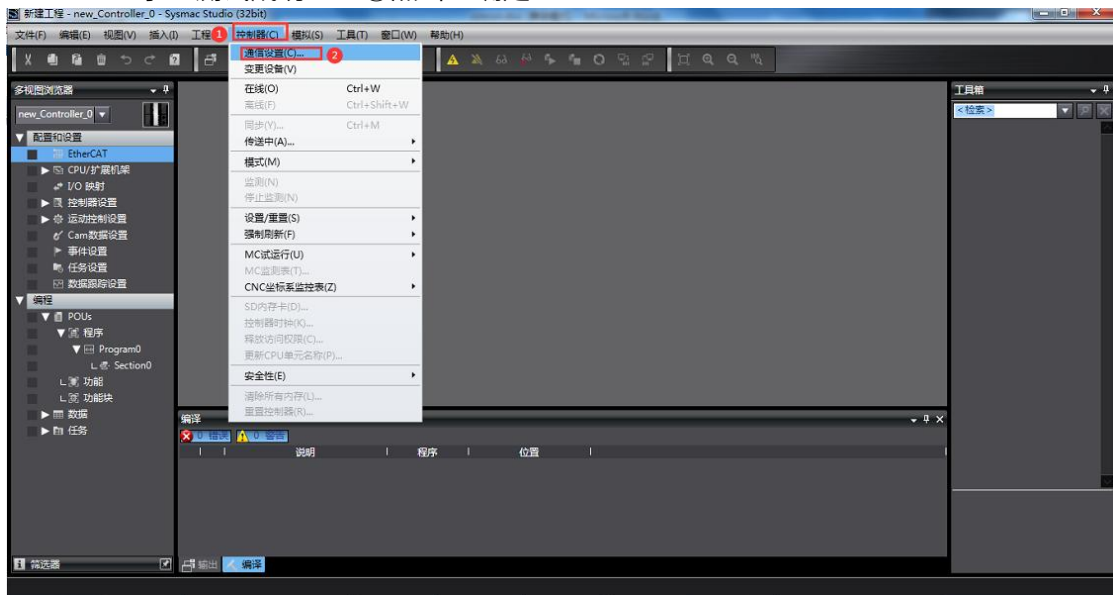 新建工程 - new_Controller_0 - Sysmac Studio (32bit)
文件(F) 编辑(E) 视图(V) 插入(I) 工程 1 控制器(C) 模拟(S) 工具(T) 窗口(W) 帮助(H)
通信设置(C)... 2
变更设备(V)
在线(O) Ctrl+W
离线(F) Ctrl+Shift+W
同步(Y)... Ctrl+M
传送中(A)...
模式(M)
监测(N)
停止监测(N)
设置/重置(S)
强制刷新(F)
MC试运行(U)
MC监测表(T)...
CNC坐标系监控表(Z)
SD内存卡(D)...
控制器时钟(K)...
释放访问权限(C)...
更新CPU单元名称(P)...
安全性(E)
清除所有内存(L)...
重置控制器(R)...
多视图浏览器
new_Controller_0
配置和设置
EtherCAT
CPU/扩展机架
I/O 映射
控制器设置
运动控制设置
Cam数据设置
事件设置
任务设置
数据跟踪设置
编程
POUs
程序
Program0
Section0
功能
功能块
数据
任务
筛选器
工具箱
<检索>
编译
0 错误 0 警告
说明 程序 位置
输出 编译